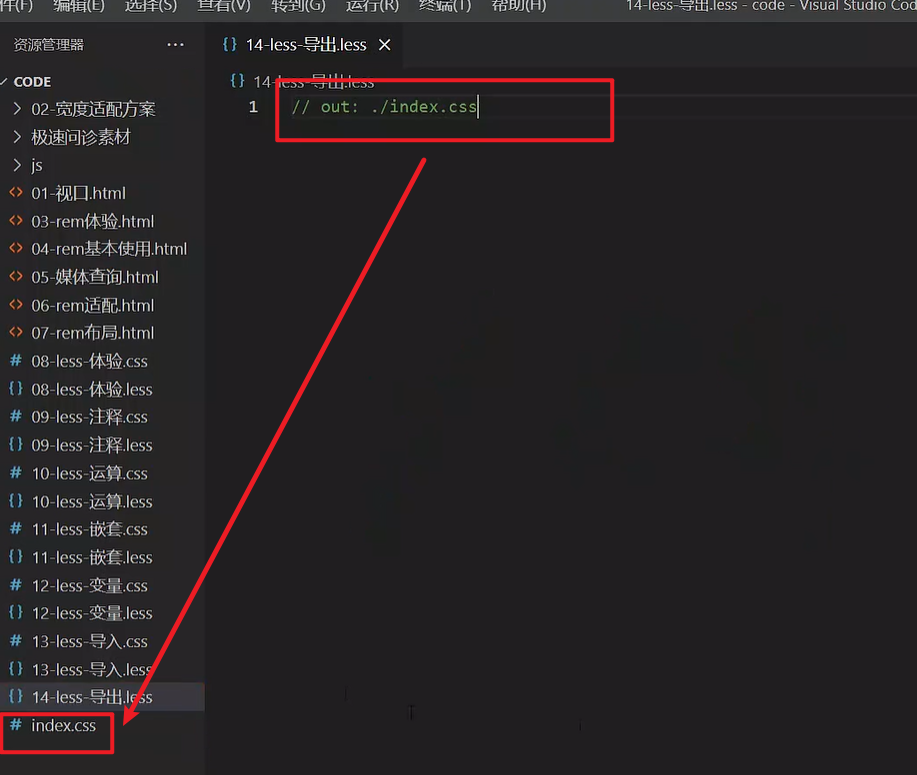 件(F) 编辑(E) 选择(S) 查看(V) 转到(G) 运行(R) 终端(T) 帮助(H) 14-less-导出.less - code - Visual Studio Cod
资源管理器 ···
{} 14-less-导出.less ×
CODE
02-宽度适配方案
极速问诊素材
js
<> 01-视口.html
<> 03-rem体验.html
<> 04-rem基本使用.html
<> 05-媒体查询.html
<> 06-rem适配.html
<> 07-rem布局.html
# 08-less-体验.css
{} 08-less-体验.less
# 09-less-注释.css
{} 09-less-注释.less
# 10-less-运算.css
{} 10-less-运算.less
# 11-less-嵌套.css
{} 11-less-嵌套.less
# 12-less-变量.css
{} 12-less-变量.less
# 13-less-导入.css
{} 13-less-导入.less
{} 14-less-导出.less
# index.css
{} 14-less-导出.less
1 // out: ./index.css